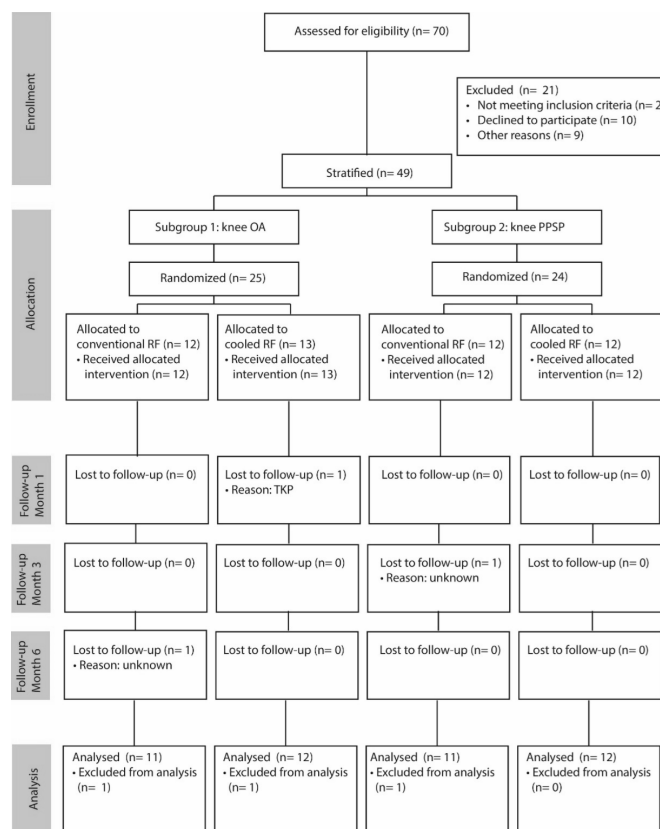 Enrollment
Assessed for eligibility (n= 70)
Excluded (n= 21)
• Not meeting inclusion criteria (n= 2
• Declined to participate (n= 10)
• Other reasons (n= 9)
Stratified (n= 49)
Allocation
Subgroup 1: knee OA
Subgroup 2: knee PPSP
Randomized (n= 25)
Randomized (n= 24)
Allocated to
conventional RF (n= 12)
• Received allocated
intervention (n= 12)
Allocated to
cooled RF (n= 13)
• Received allocated
intervention (n= 13)
Allocated to
conventional RF (n= 12)
• Received allocated
intervention (n= 12)
Allocated to
cooled RF (n= 12)
• Received allocated
intervention (n= 12)
Follow-up
Month 1
Lost to follow-up (n= 0)
Lost to follow-up (n= 1)
• Reason: TKP
Lost to follow-up (n= 0)
Lost to follow-up (n= 0)
Follow-up
Month 3
Lost to follow-up (n= 0)
Lost to follow-up (n= 0)
Lost to follow-up (n= 1)
• Reason: unknown
Lost to follow-up (n= 0)
Follow-up
Month 6
Lost to follow-up (n= 1)
• Reason: unknown
Lost to follow-up (n= 0)
Lost to follow-up (n= 0)
Lost to follow-up (n= 0)
Analysis
Analysed (n= 11)
• Excluded from analysis
(n= 1)
Analysed (n= 12)
• Excluded from analysis
(n= 1)
Analysed (n= 11)
• Excluded from analysis
(n= 1)
Analysed (n= 12)
• Excluded from analysis
(n= 0)